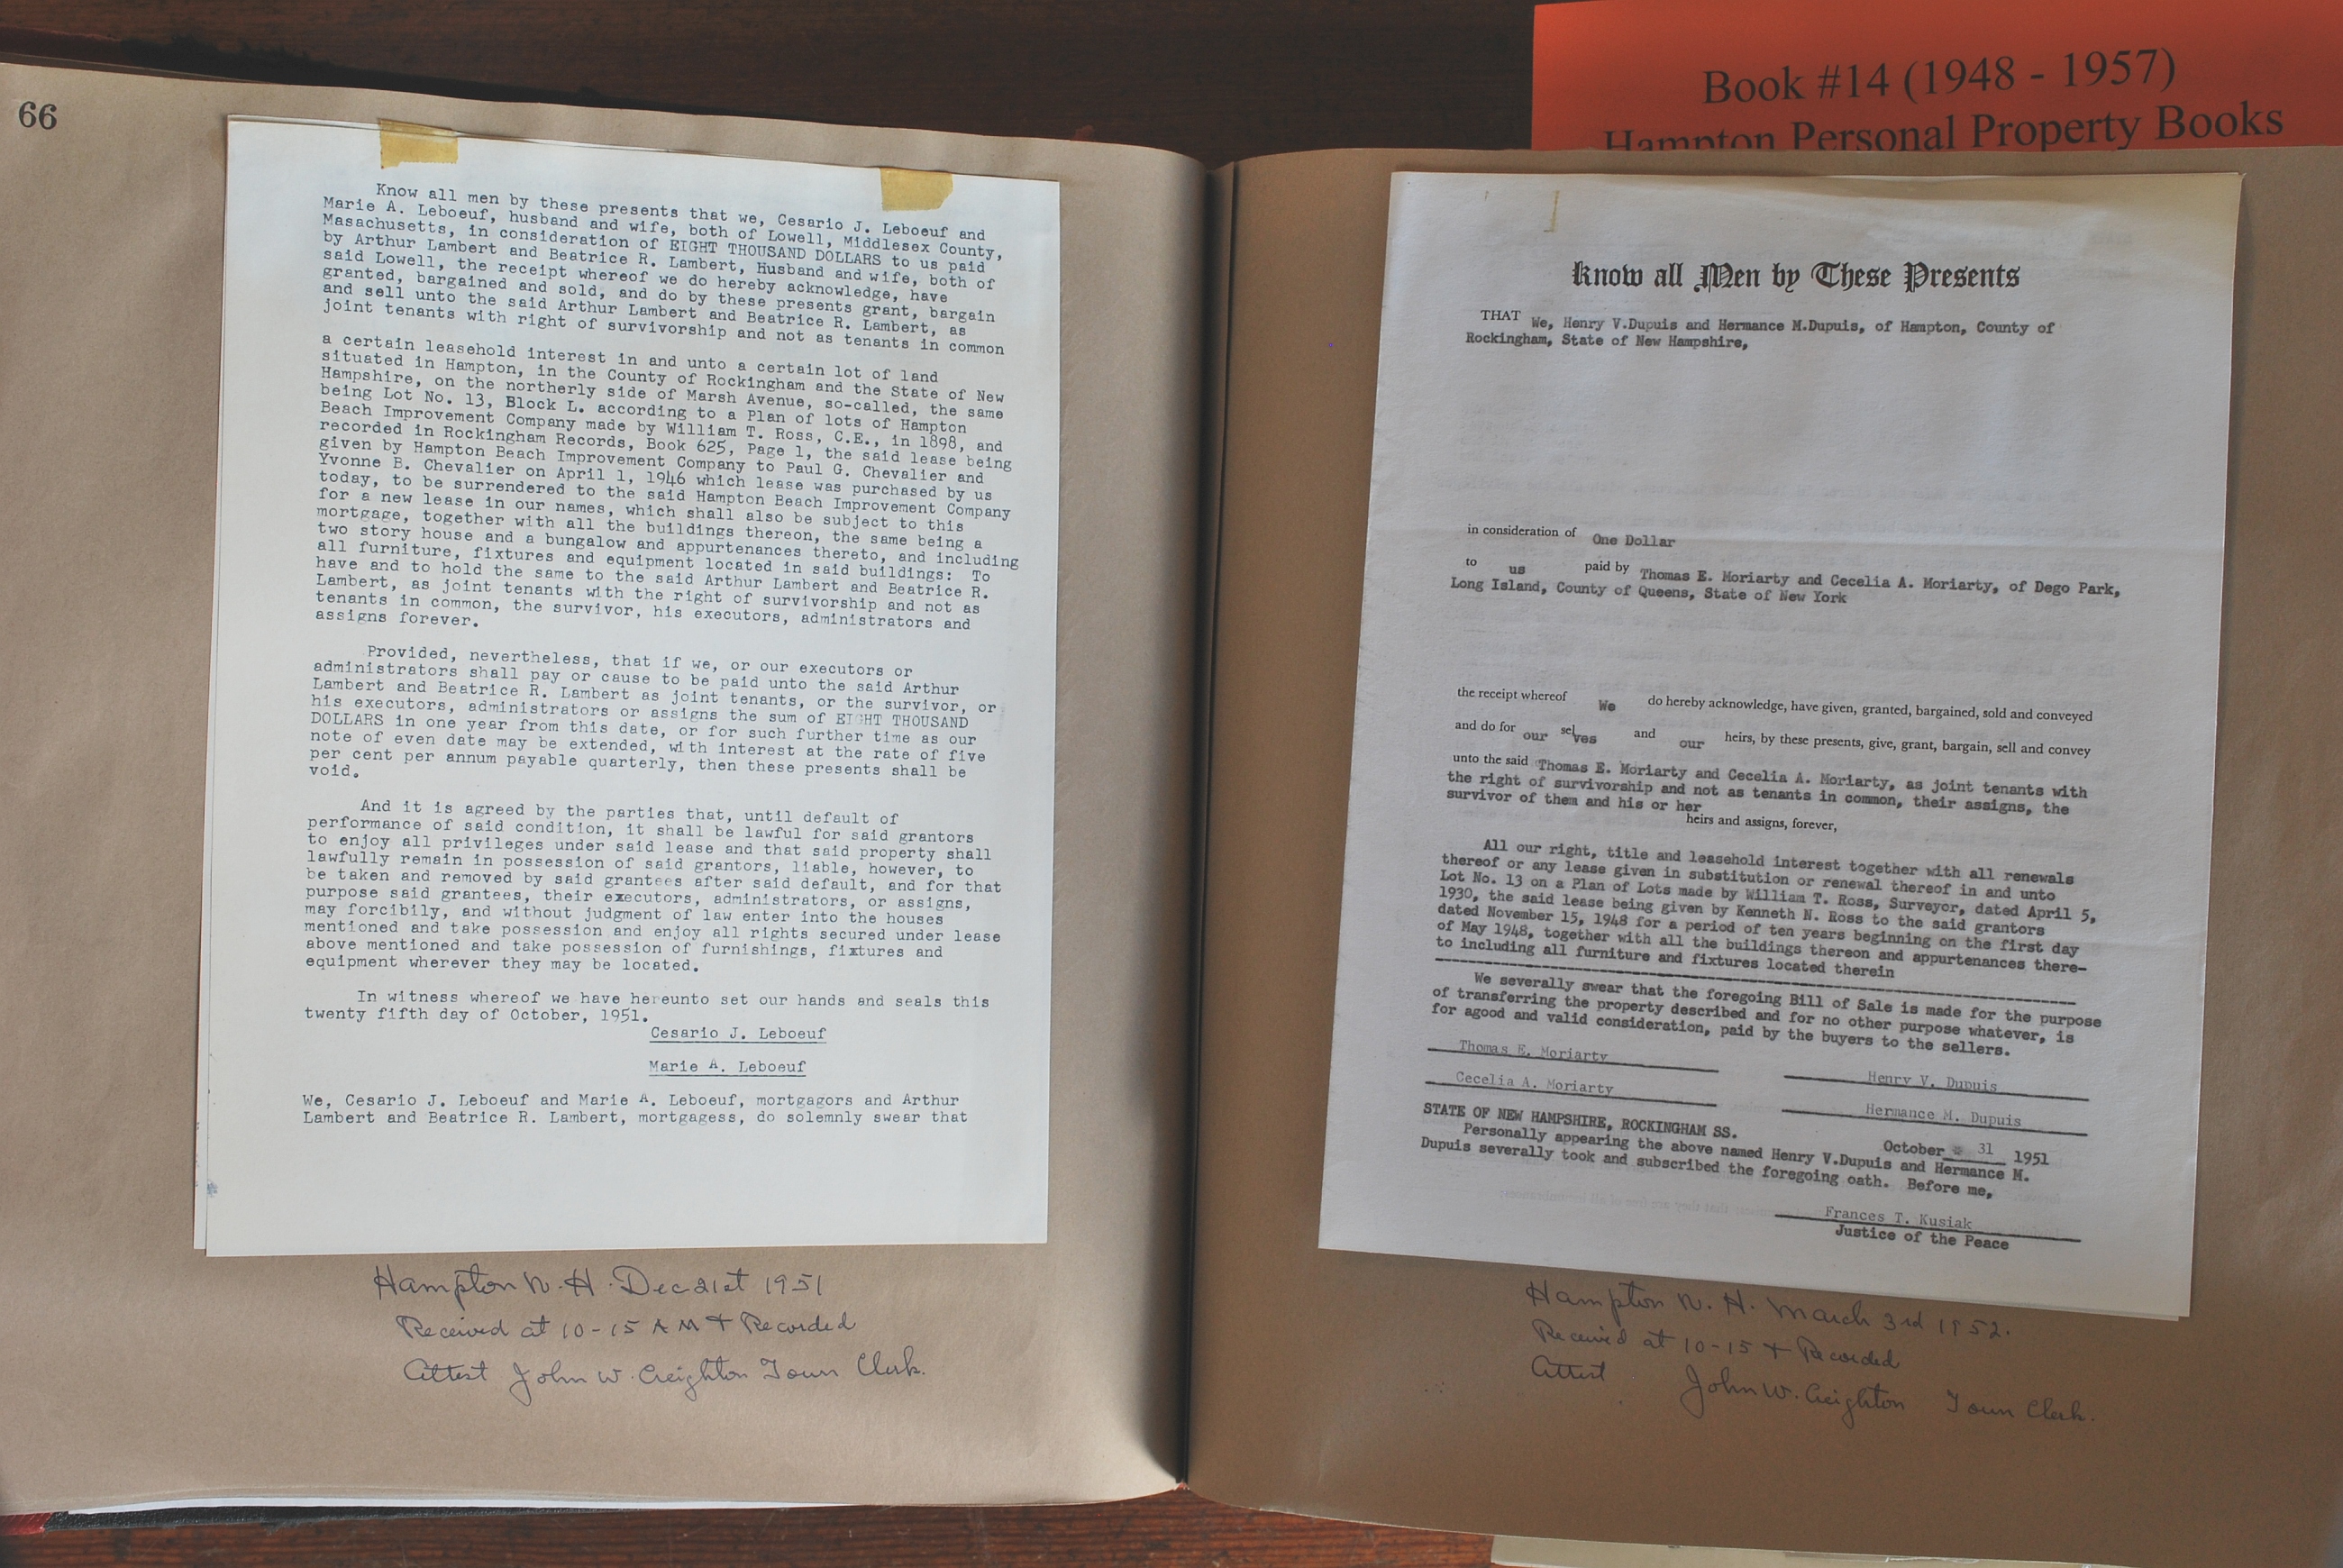 Book #14 (1948 - 1957)
Hampton Personal Property Books
66
Know all men by these presents that we, Cesario J. Leboeuf and
Marie A. Leboeuf, husband and wife, both of Lowell, Middlesex County,
Masachusetts, in consideration of EIGHT THOUSAND DOLLARS to us paid
by Arthur Lambert and Beatrice R. Lambert, Husband and wife, both of
said Lowell, the receipt whereof we do hereby acknowledge, have
granted, bargained and sold, and do by these presents grant, bargain
and sell unto the said Arthur Lambert and Beatrice R. Lambert, as
joint tenants with right of survivorship and not as tenants in common
a certain leasehold interest in and unto a certain lot of land
situated in Hampton, in the County of Rockingham and the State of New
Hampshire, on the northerly side of Marsh Avenue, so-called, the same
being Lot No. 13, Block L. according to a Plan of lots of Hampton
Beach Improvement Company made by William T. Ross, C.E., in 1898, and
recorded in Rockingham Records, Book 625, Page 1, the said lease being
given by Hampton Beach Improvement Company to Paul G. Chevalier and
Yvonne B. Chevalier on April 1, 1946 which lease was purchased by us
today, to be surrendered to the said Hampton Beach Improvement Company
for a new lease in our names, which shall also be subject to this
mortgage, together with all the buildings thereon, the same being a
two story house and a bungalow and appurtenances thereto, and including
all furniture, fixtures and equipment located in said buildings: To
have and to hold the same to the said Arthur Lambert and Beatrice R.
Lambert, as joint tenants with the right of survivorship and not as
tenants in common, the survivor, his executors, administrators and
assigns forever.
Provided, nevertheless, that if we, or our executors or
administrators shall pay or cause to be paid unto the said Arthur
Lambert and Beatrice R. Lambert as joint tenants, or the survivor, or
his executors, administrators or assigns the sum of EIGHT THOUSAND
DOLLARS in one year from this date, or for such further time as our
note of even date may be extended, with interest at the rate of five
per cent per annum payable quarterly, then these presents shall be
void.
And it is agreed by the parties that, until default of
performance of said condition, it shall be lawful for said grantors
to enjoy all privileges under said lease and that said property shall
lawfully remain in possession of said grantors, liable, however, to
be taken and removed by said grantees after said default, and for that
purpose said grantees, their executors, administrators, or assigns,
may forcibily, and without judgment of law enter into the houses
mentioned and take possession and enjoy all rights secured under lease
above mentioned and take possession of furnishings, fixtures and
equipment wherever they may be located.
In witness whereof we have hereunto set our hands and seals this
twenty fifth day of October, 1951.
Cesario J. Leboeuf
Marie A. Leboeuf
We, Cesario J. Leboeuf and Marie A. Leboeuf, mortgagors and Arthur
Lambert and Beatrice R. Lambert, mortgagess, do solemnly swear that
Hampton N.H. Dec 21st 1951
Received at 10-15 A M & Recorded
Attest John W. Creighton Town Clerk.
Know all Men by These Presents
THAT We, Henry V.Dupuis and Hermance M.Dupuis, of Hampton, County of
Rockingham, State of New Hampshire,
in consideration of One Dollar
to us paid by Thomas E. Moriarty and Cecelia A. Moriarty, of Dego Park,
Long Island, County of Queens, State of New York
the receipt whereof We do hereby acknowledge, have given, granted, bargained, sold and conveyed
and do for our selves and our heirs, by these presents, give, grant, bargain, sell and convey
unto the said Thomas E. Moriarty and Cecelia A. Moriarty, as joint tenants with
the right of survivorship and not as tenants in common, their assigns, the
survivor of them and his or her
heirs and assigns, forever,
All our right, title and leasehold interest together with all renewals
thereof or any lease given in substitution or renewal thereof in and unto
Lot No. 13 on a Plan of Lots made by William T. Ross, Surveyor, dated April 5,
1930, the said lease being given by Kenneth N. Ross to the said grantors
dated November 15, 1948 for a period of ten years beginning on the first day
of May 1948, together with all the buildings thereon and appurtenances there-
to including all furniture and fixtures located therein
We severally swear that the foregoing Bill of Sale is made for the purpose
of transferring the property described and for no other purpose whatever, is
for agood and valid consideration, paid by the buyers to the sellers.
Thomas E. Moriarty
Henry V. Dupuis
Cecelia A. Moriarty
Hermance M. Dupuis
STATE OF NEW HAMPSHIRE, ROCKINGHAM SS.
October 31 1951
Personally appearing the above named Henry V.Dupuis and Hermance M.
Dupuis severally took and subscribed the foregoing oath. Before me,
Frances T. Kusiak
Justice of the Peace
Hampton N. H. March 3rd 1952.
Received at 10-15 & Recorded
Attest John W. Creighton Town Clerk.